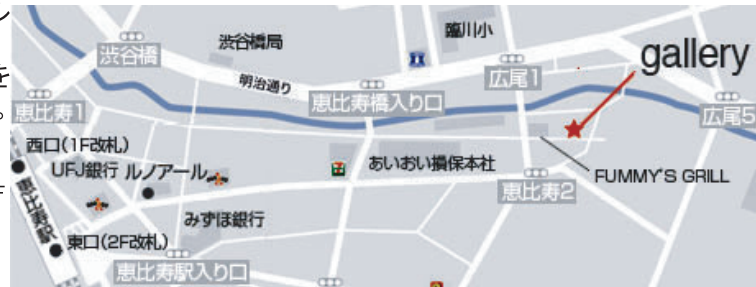 ン
を
。
臨川小
渋谷橋局
渋谷橋
gallery
広尾1
明治通り
恵比寿橋入り口
恵比寿1
広尾5
西口(1F改札)
UFJ銀行
ルノアール
あいおい損保本社
FUMMY'S GRILL
恵比寿2
恵比寿駅
みずほ銀行
東口(2F改札)
恵比寿駅入り口